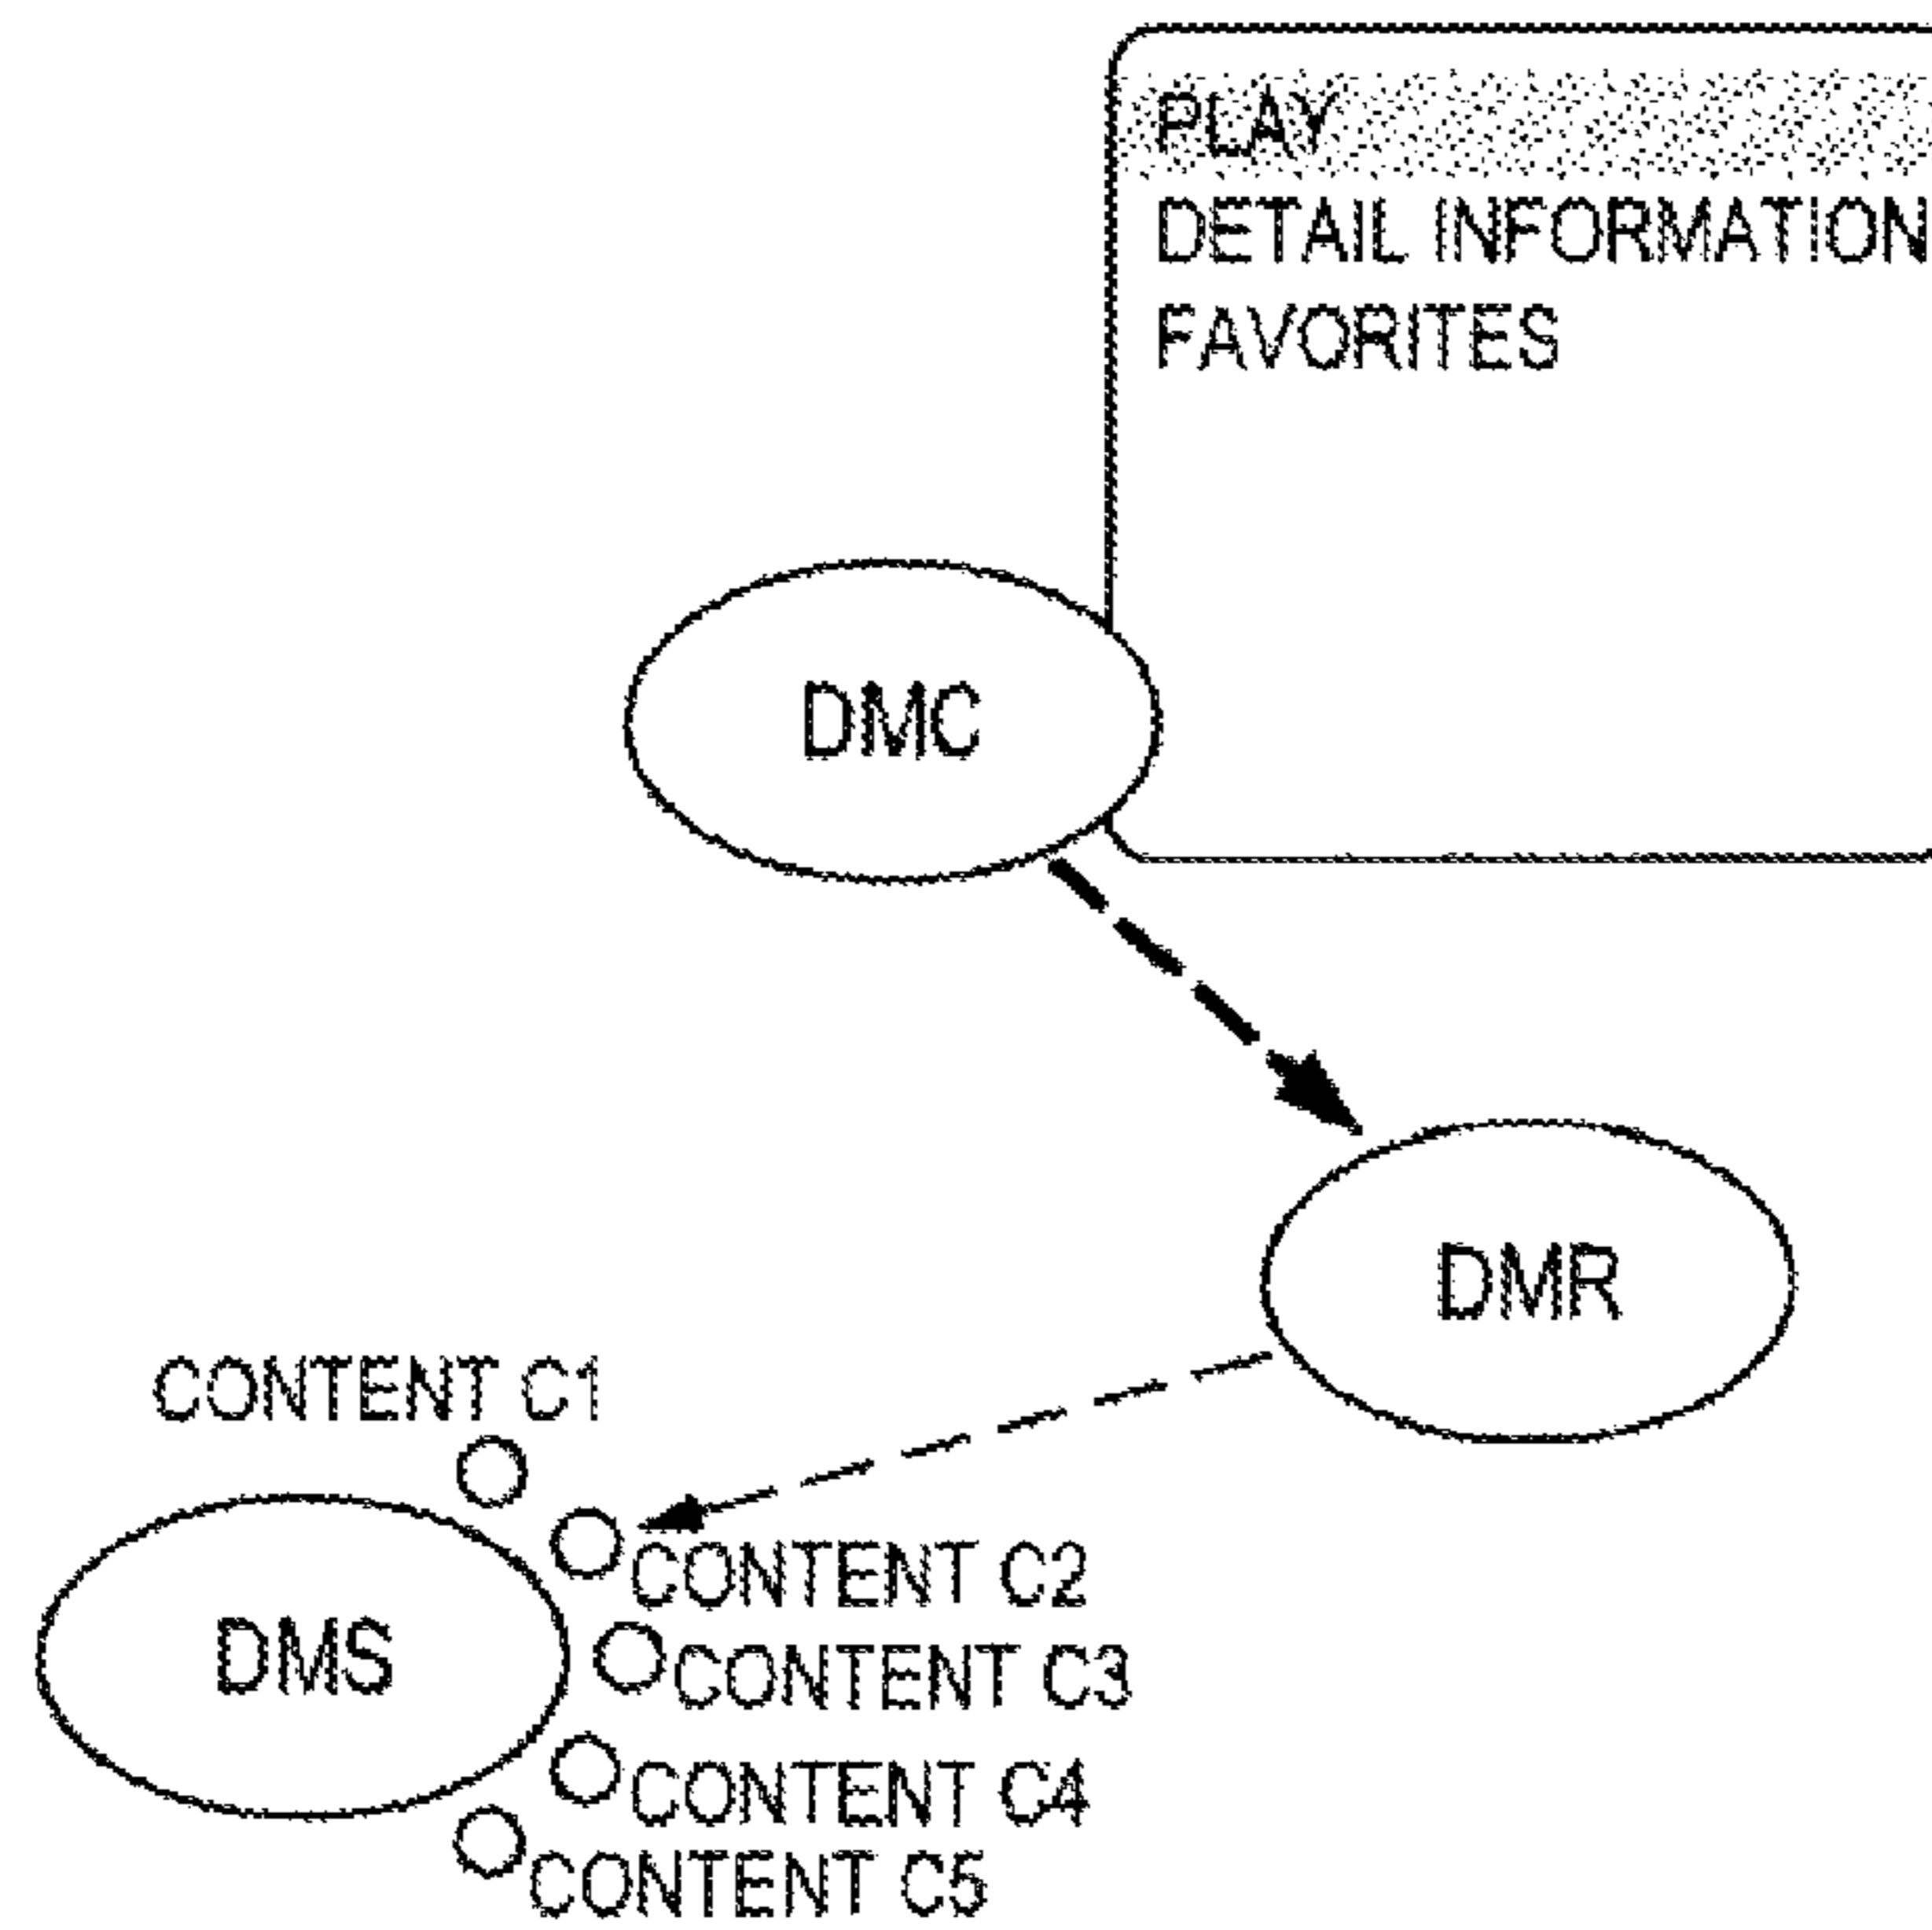 PLAY
DETAIL INFORMATION
FAVORITES
DMC
DMR
CONTENT C1
CONTENT C2
DMS
CONTENT C3
CONTENT C4
CONTENT C5